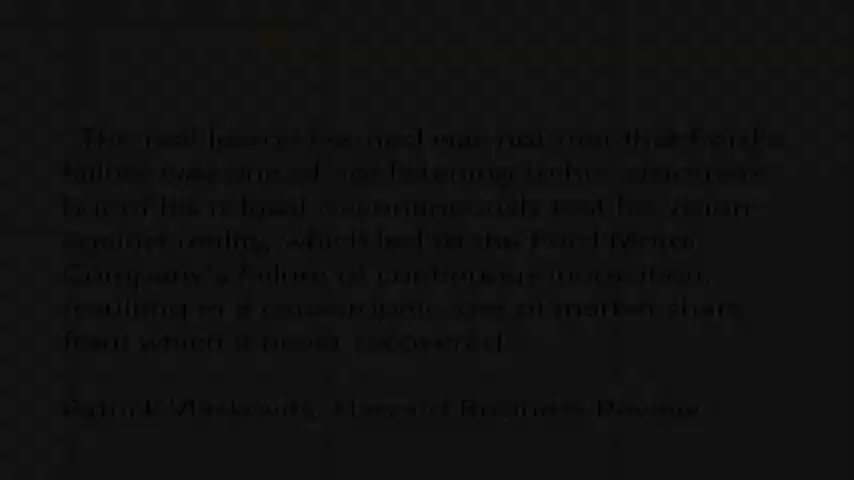 "The real lesson learned was not that Ford's
failure was one of not listening to his customers,
but of his refusal to continuously test his vision
against reality, which led to the Ford Motor
Company's failure of continuous innovation,
resulting in a catastrophic loss of market share
from which it never recovered."
Patrick Vlaskovits, Harvard Business Review